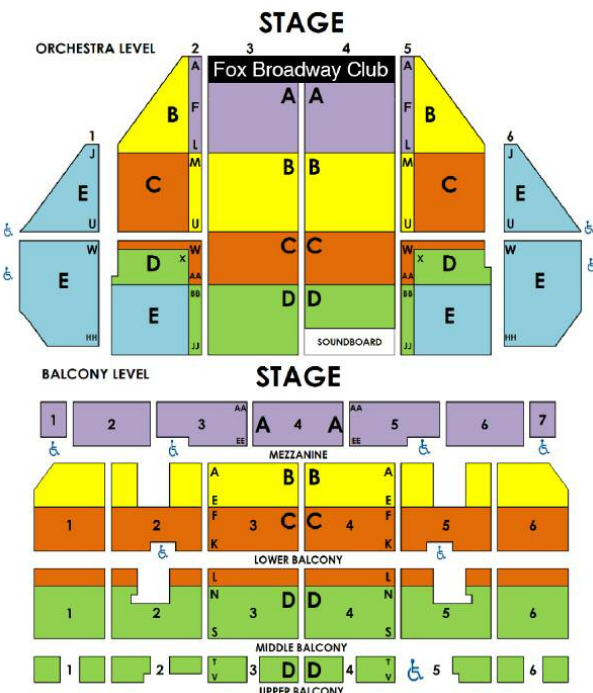 STAGE
ORCHESTRA LEVEL
2 3 4 5
Fox Broadway Club
A A
A A
F F
B B
L L
1 6
J J
M B B M
E C C E
U U U U
W W C C W W
D X X D
AA AA
E D D E
BB BB
E E
SOUNDBOARD
HH JJ JJ HH
BALCONY LEVEL
STAGE
AA AA
1 2 3 A 4 A 5 6 7
EE EE
MEZZANINE
A B B A
E E
F C C F
1 2 3 4 5 6
K K
LOWER BALCONY
L L
N D D N
1 2 3 4 5 6
S S
MIDDLE BALCONY
T T
1 2 3 D D 4 5 6
V V
UPPER BALCONY